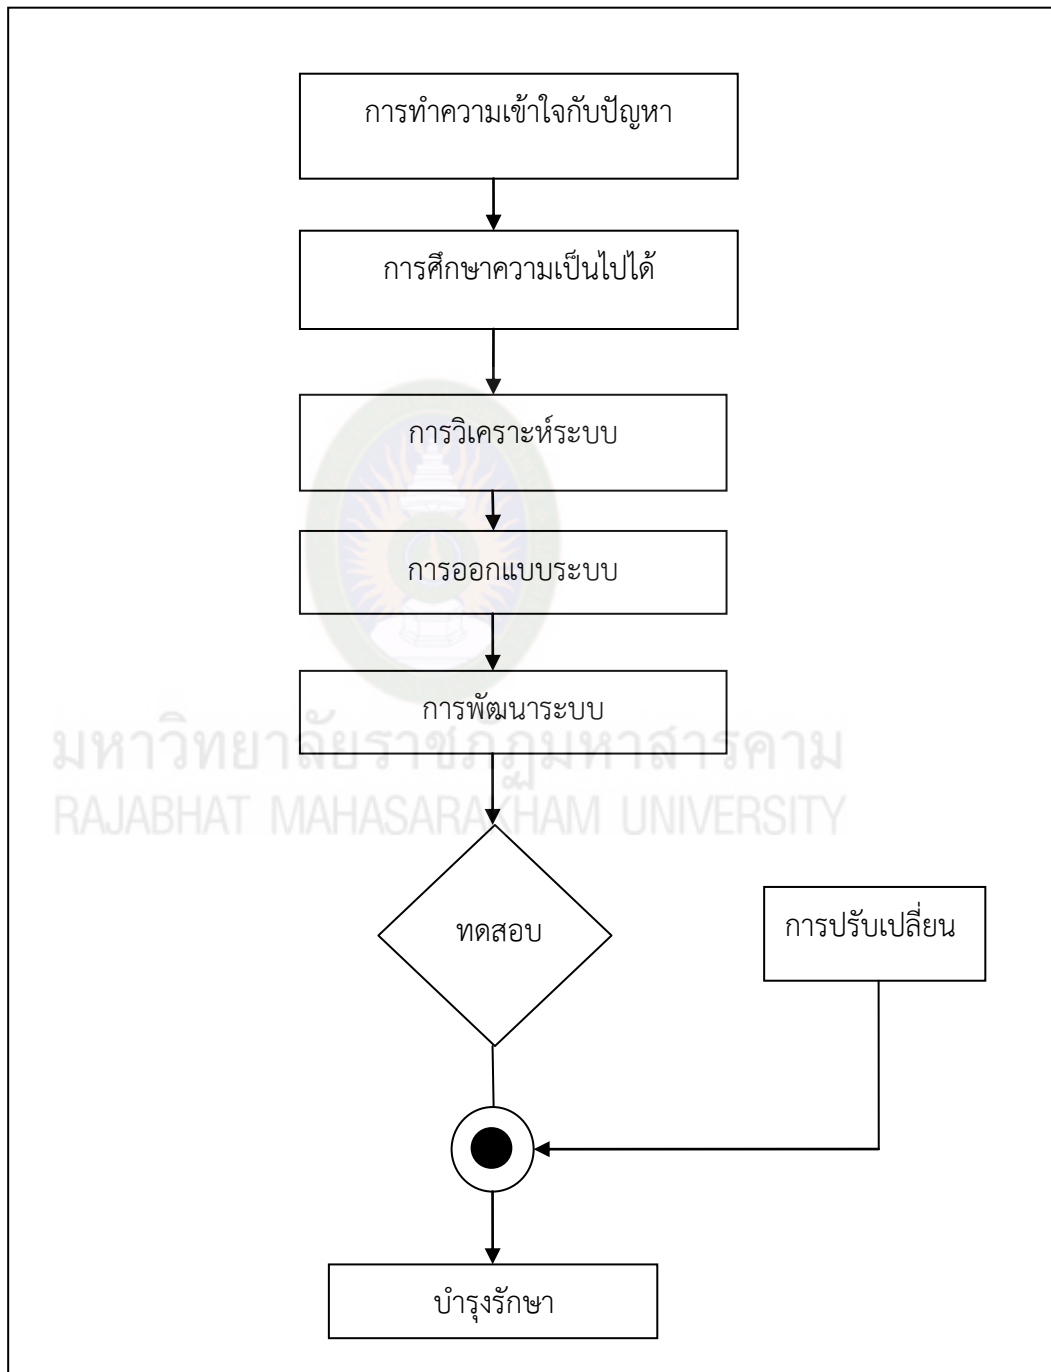 การทำความเข้าใจกับปัญหา
การศึกษาความเป็นไปได้
การวิเคราะห์ระบบ
การออกแบบระบบ
การพัฒนาระบบ
มหาวิทยาลัยราชภัฏมหาสารคาม
RAJABHAT MAHASARAKHAM UNIVERSITY
ทดสอบ
การปรับเปลี่ยน
บำรุงรักษา